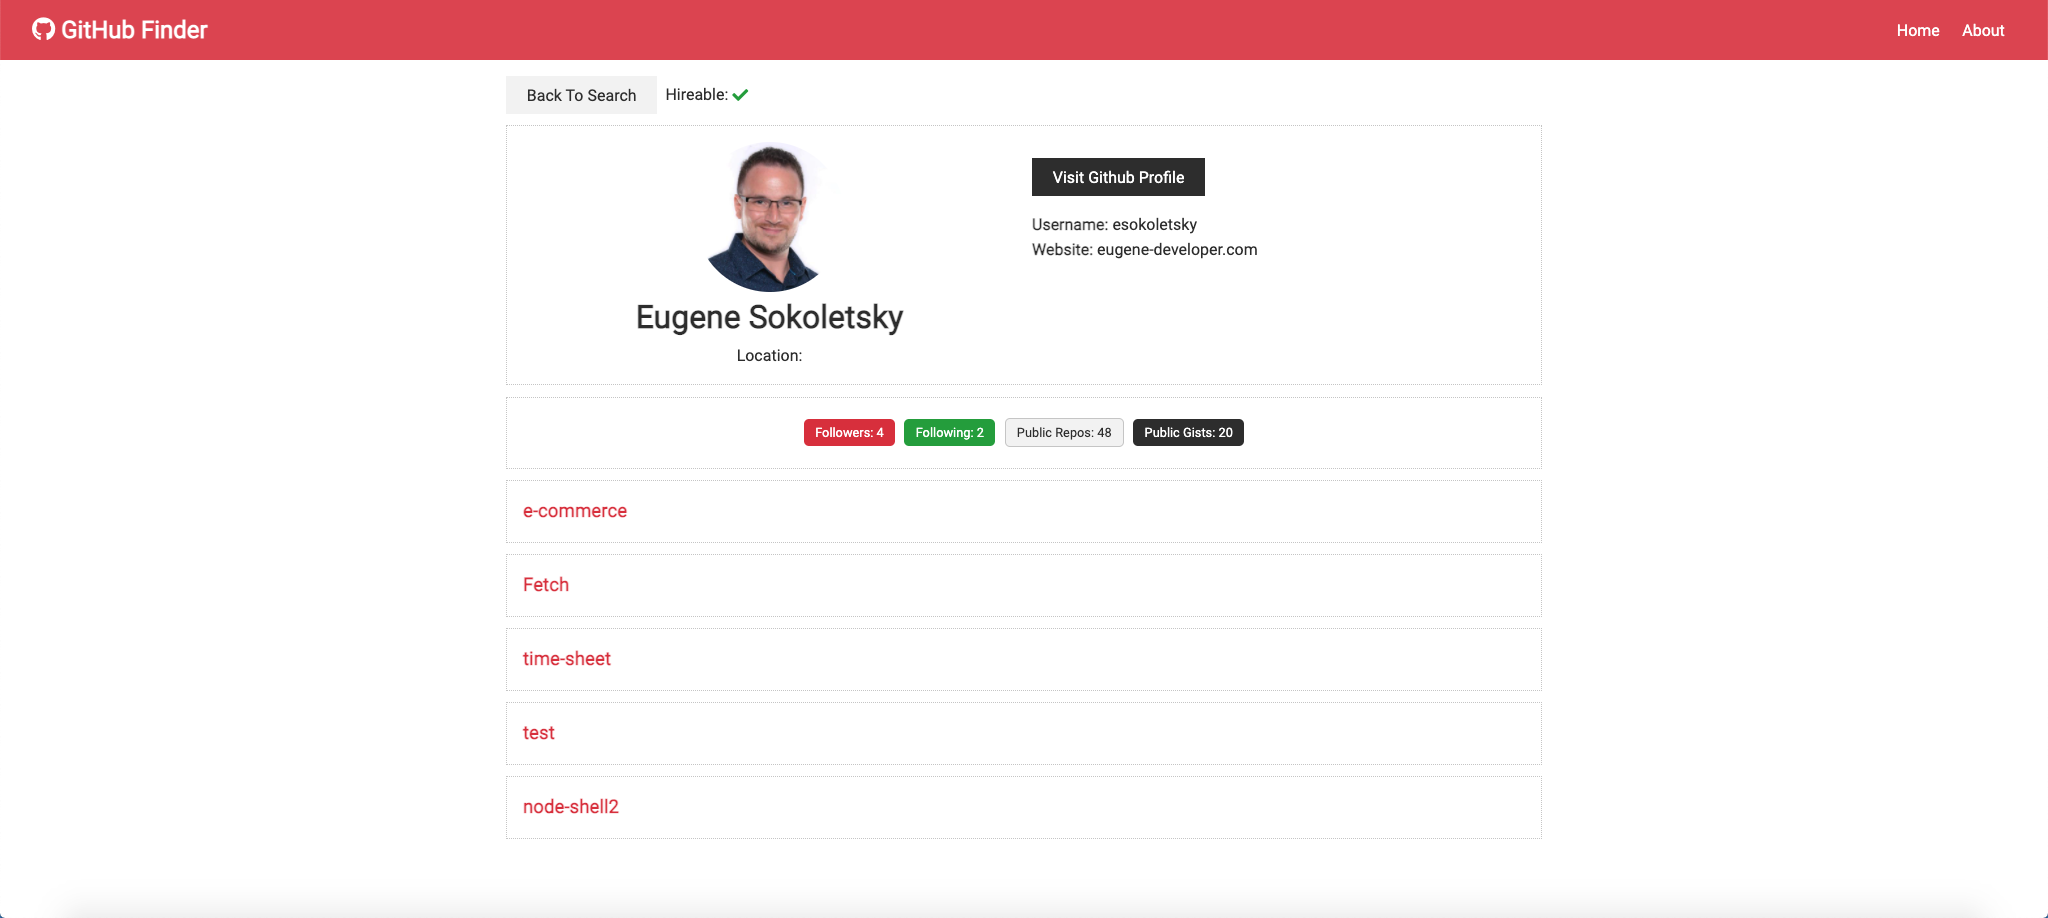 GitHub Finder
Home About
Back To Search Hireable:
Visit Github Profile
Username: esokoletsky
Website: eugene-developer.com
Eugene Sokoletsky
Location:
Followers: 4 Following: 2 Public Repos: 48 Public Gists: 20
e-commerce
Fetch
time-sheet
test
node-shell2